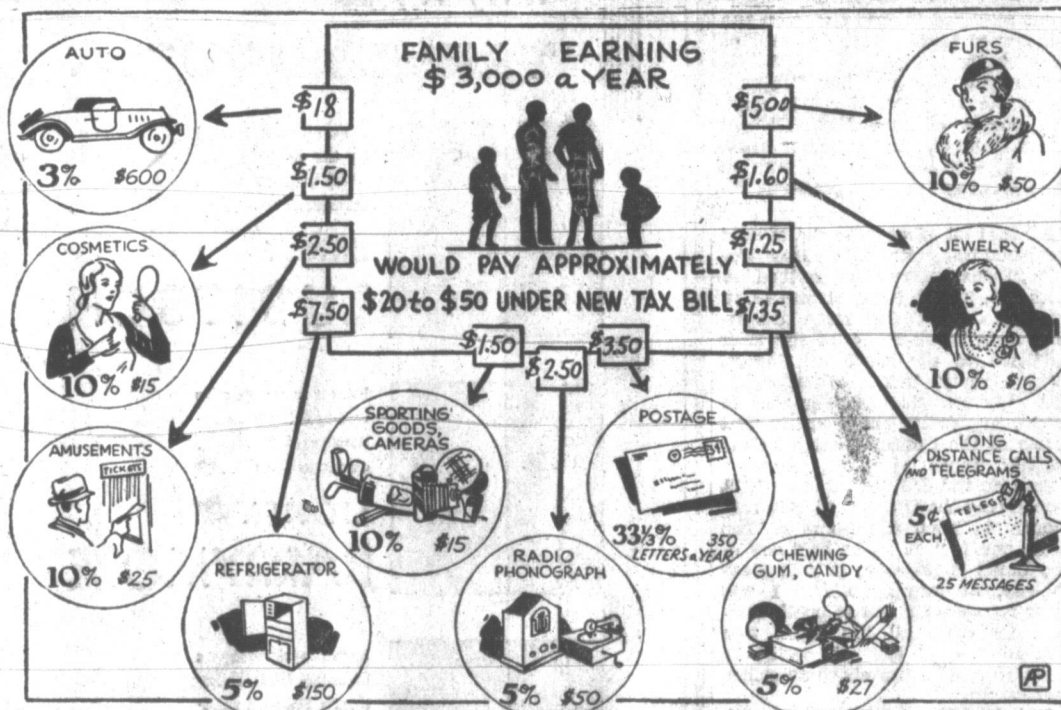 FAMILY EARNING
$3,000 a YEAR
WOULD PAY APPROXIMATELY
$20 to $50 UNDER NEW TAX BILL
$18
$1.50
$2.50
$7.50
$1.50
$2.50
$3.50
$5.00
$1.60
$1.25
$1.35
AUTO
3% $600
COSMETICS
10% $15
AMUSEMENTS
TICKETS
10% $25
REFRIGERATOR
5% $150
SPORTING
GOODS,
CAMERAS
10% $15
RADIO
PHONOGRAPH
5% $50
POSTAGE
3¢
33⅓% 350
LETTERS a YEAR
CHEWING
GUM, CANDY
5% $27
LONG
DISTANCE CALLS
AND TELEGRAMS
TELEG
5¢
EACH
25 MESSAGES
JEWELRY
10% $16
FURS
10% $50
AP